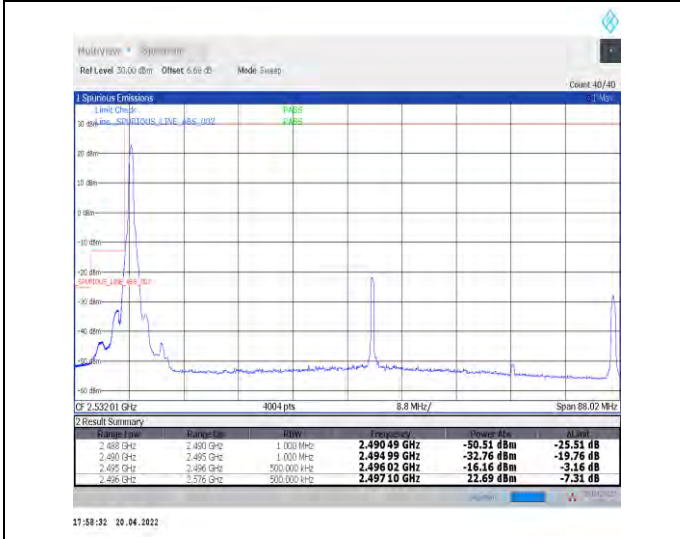 MultiView Spectrum
Ref Level 30.00 dBm Offset 6.68 dB Mode Sweep
Count 40/40
1 Spurious Emissions
Limit Check PASS
30 dBm Line _SPURIOUS_LINE_ABS_002 PASS
20 dBm
10 dBm
0 dBm
-10 dBm
-20 dBm
_SPURIOUS_LINE_ABS_002
-30 dBm
-40 dBm
-50 dBm
-60 dBm
CF 2.53201 GHz 4004 pts 8.8 MHz/ Span 88.02 MHz
2 Result Summary
Range Low Range Up RBW Frequency Power Abs ΔLimit
2.488 GHz 2.490 GHz 1.000 MHz 2.490 49 GHz -50.51 dBm -25.51 dB
2.490 GHz 2.495 GHz 1.000 MHz 2.494 99 GHz -32.76 dBm -19.76 dB
2.495 GHz 2.496 GHz 500.000 kHz 2.496 02 GHz -16.16 dBm -3.16 dB
2.496 GHz 2.576 GHz 500.000 kHz 2.497 10 GHz 22.69 dBm -7.31 dB
17:58:32 20.04.2022